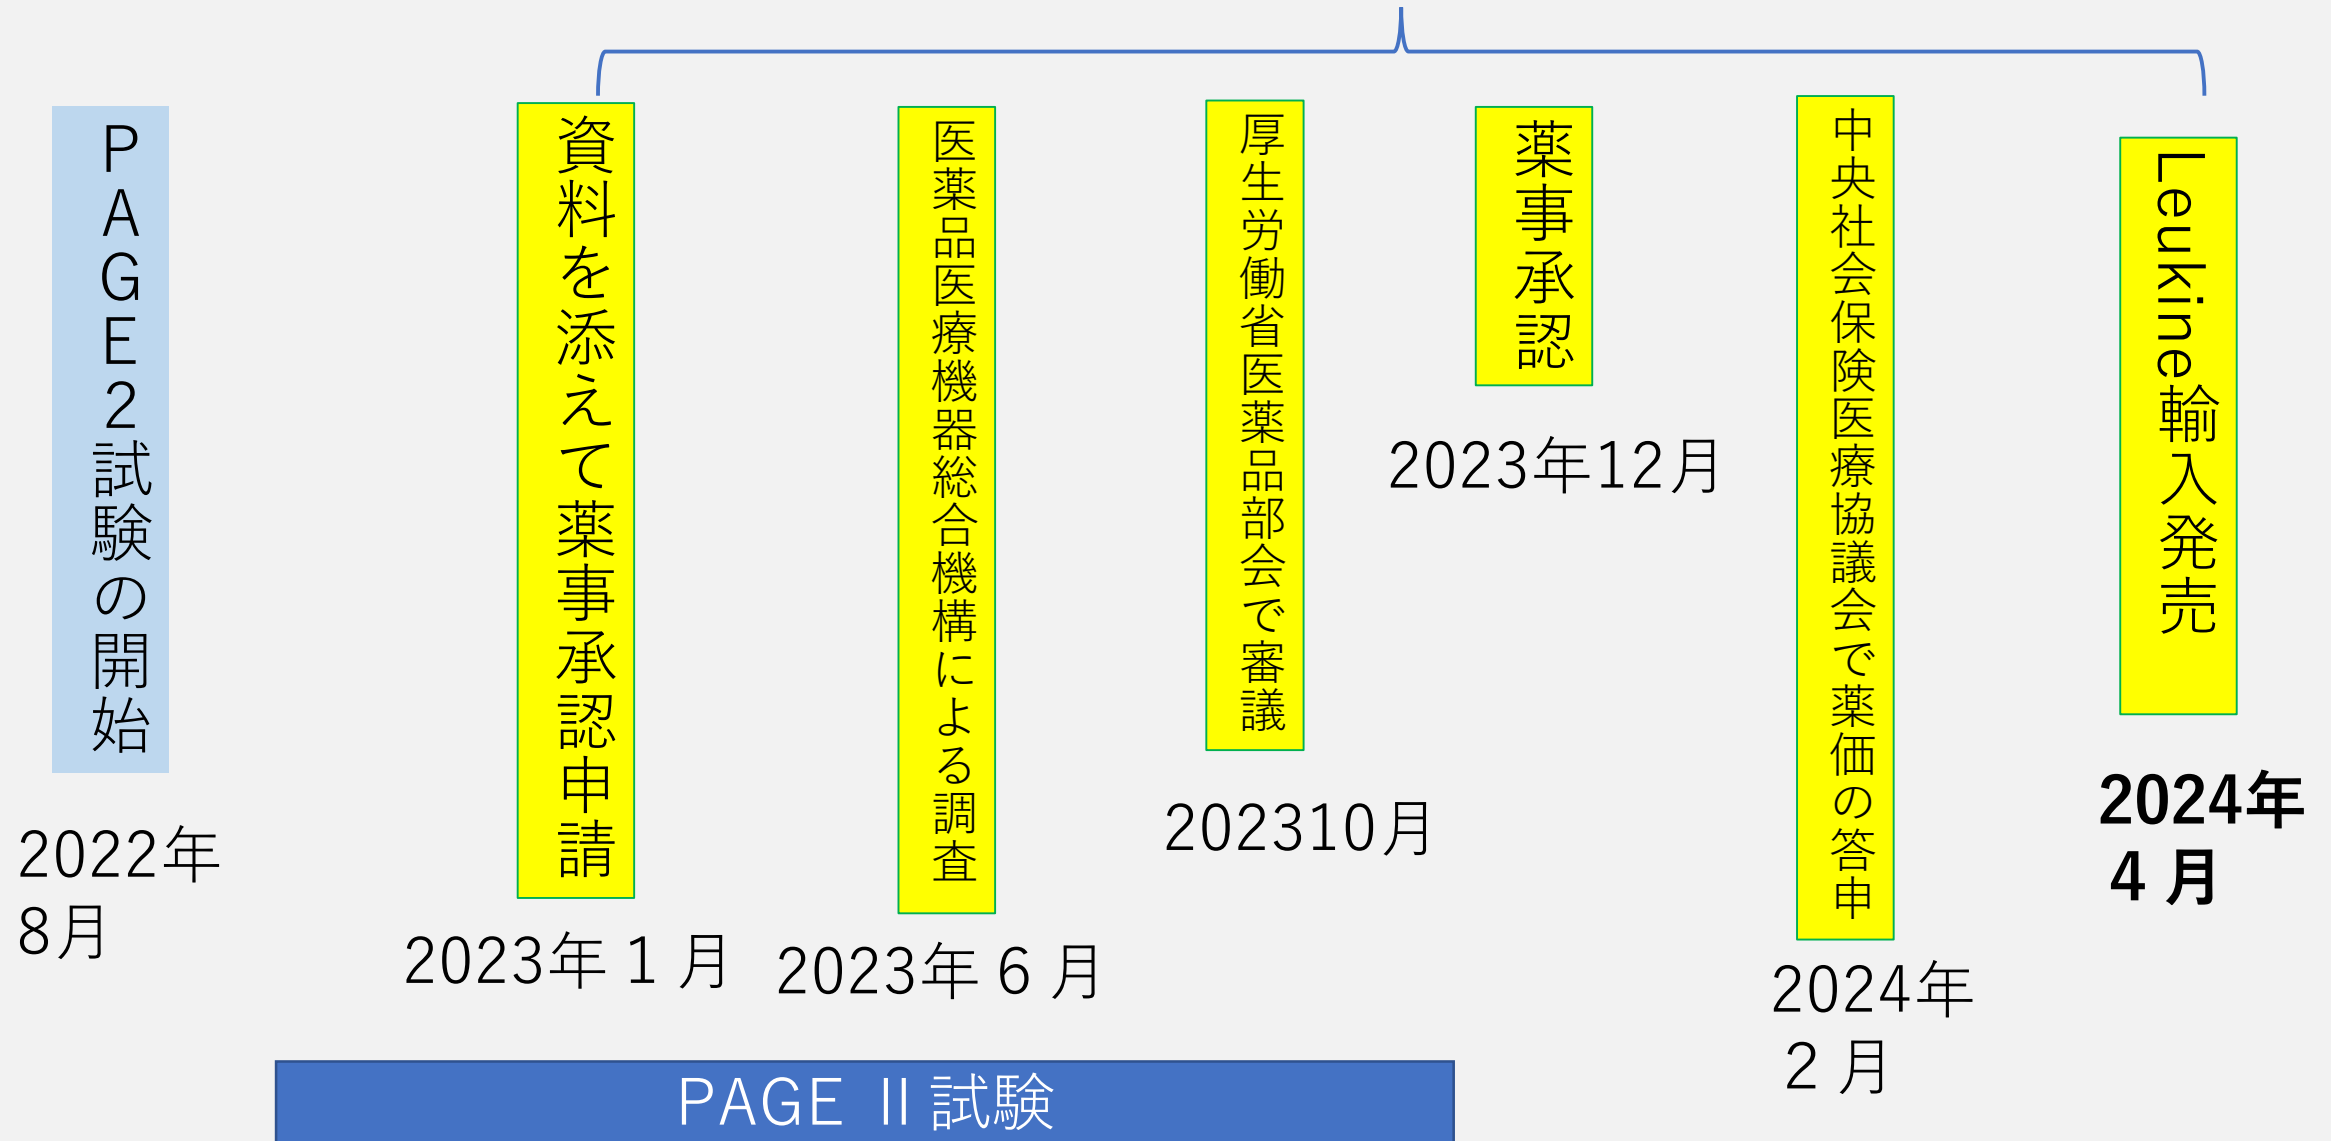 PAGE2試験の開始
2022年
8月
資料を添えて薬事承認申請
2023年1月
医薬品医療機器総合機構による調査
2023年6月
厚生労働省医薬品部会で審議
202310月
薬事承認
2023年12月
中央社会保険医療協議会で薬価の答申
2024年
2月
Leukine輸入発売
2024年
4月
PAGE Ⅱ試験